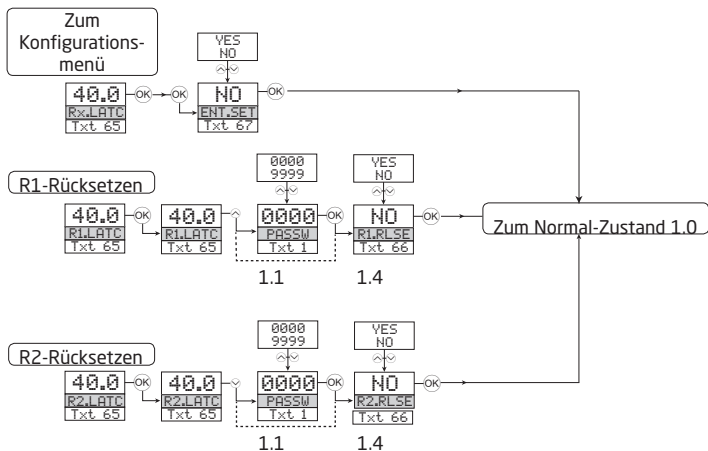 Zum
Konfigurations-
menü
YES
NO
40.0
Rx.LATC
Txt 65
OK
OK
NO
ENT.SET
Txt 67
OK
R1-Rücksetzen
0000
9999
YES
NO
40.0
R1.LATC
Txt 65
OK
40.0
R1.LATC
Txt 65
0000
PASSW
Txt 1
OK
NO
R1.RLSE
Txt 66
OK
Zum Normal-Zustand 1.0
1.1
1.4
R2-Rücksetzen
0000
9999
YES
NO
40.0
R2.LATC
Txt 65
OK
40.0
R2.LATC
Txt 65
0000
PASSW
Txt 1
OK
NO
R2.RLSE
Txt 66
OK
1.1
1.4